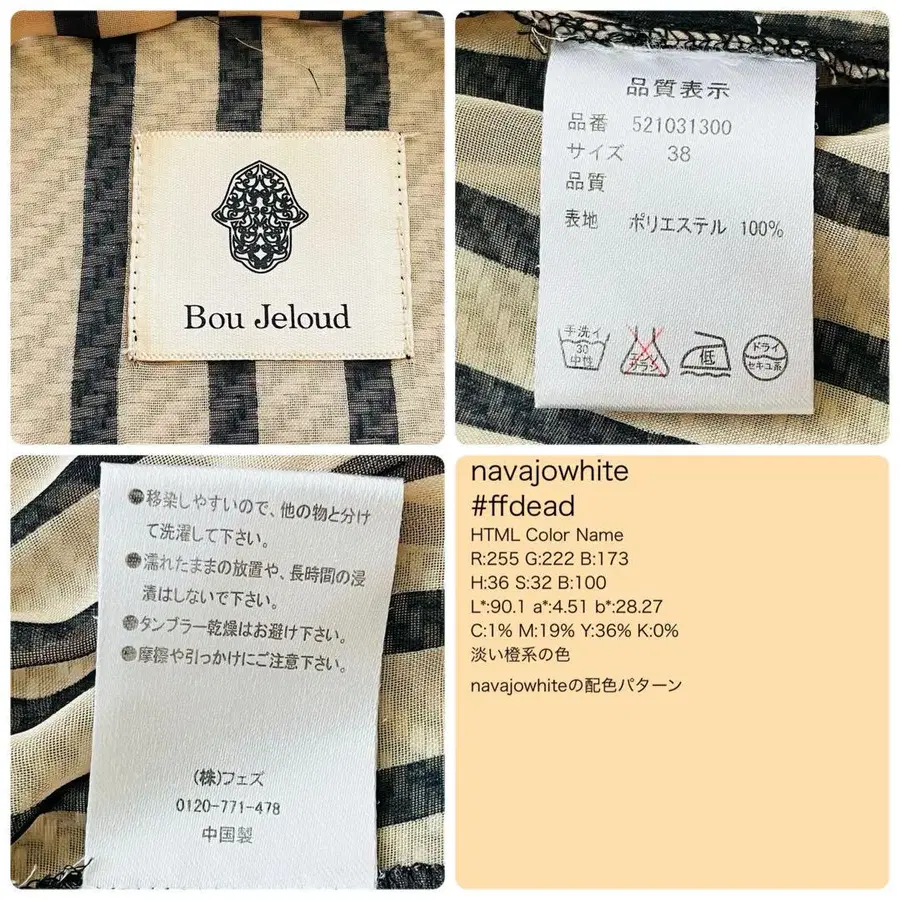 Bou Jeloud
品質表示
品番 521031300
サイズ 38
品質
表地 ポリエステル 100%
手洗イ
30
中性
エンソ
サラシ
低
ドライ
セキユ系
移染しやすいので、他の物と分け
て洗濯して下さい。
濡れたままの放置や、長時間の浸
漬はしないで下さい。
タンブラー乾燥はお避け下さい。
摩擦や引っかけにご注意下さい。
(株)フェズ
0120-771-478
中国製
navajowhite
#ffdead
HTML Color Name
R:255 G:222 B:173
H:36 S:32 B:100
L*:90.1 a*:4.51 b*:28.27
C:1% M:19% Y:36% K:0%
淡い橙系の色
navajowhiteの配色パターン